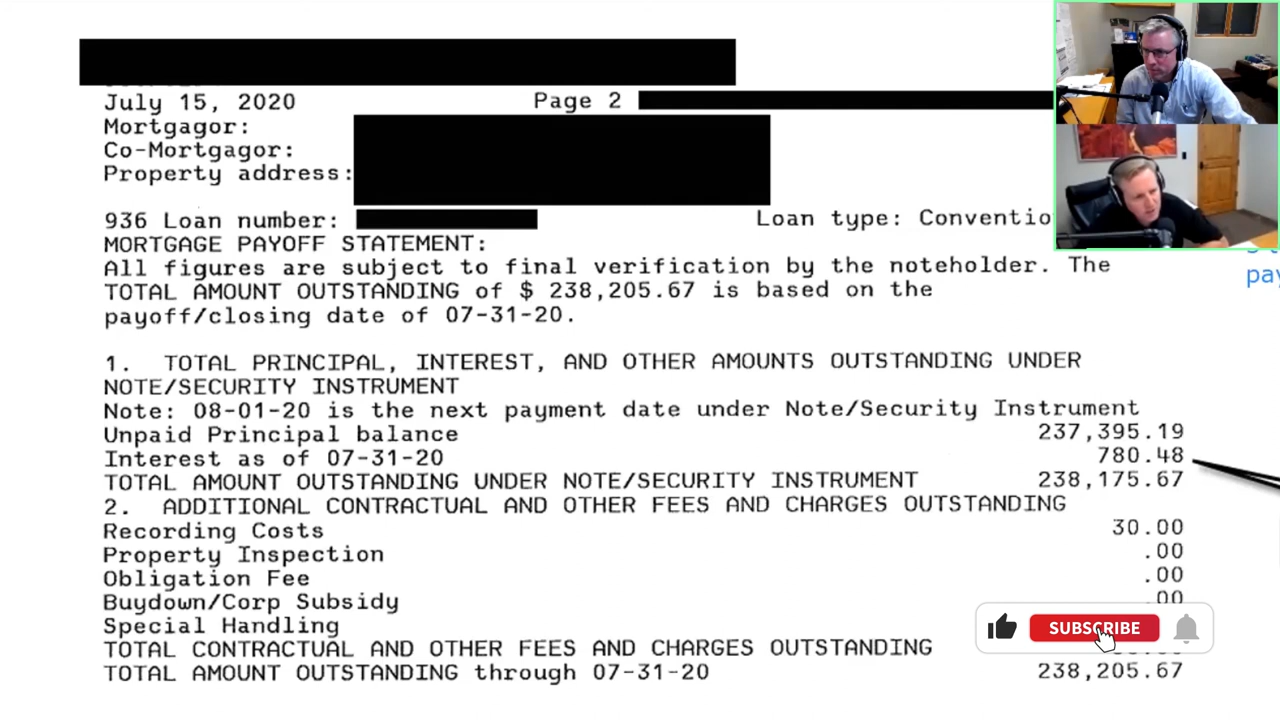 July 15, 2020 Page 2
Mortgagor:
Co-Mortgagor:
Property address:
936 Loan number: Loan type: Conventio
MORTGAGE PAYOFF STATEMENT:
All figures are subject to final verification by the noteholder. The
TOTAL AMOUNT OUTSTANDING of $ 238,205.67 is based on the
payoff/closing date of 07-31-20.
pay
1. TOTAL PRINCIPAL, INTEREST, AND OTHER AMOUNTS OUTSTANDING UNDER
NOTE/SECURITY INSTRUMENT
Note: 08-01-20 is the next payment date under Note/Security Instrument
Unpaid Principal balance 237,395.19
Interest as of 07-31-20 780.48
TOTAL AMOUNT OUTSTANDING UNDER NOTE/SECURITY INSTRUMENT 238,175.67
2. ADDITIONAL CONTRACTUAL AND OTHER FEES AND CHARGES OUTSTANDING
Recording Costs 30.00
Property Inspection .00
Obligation Fee .00
Buydown/Corp Subsidy .00
Special Handling
SUBSCRIBE
TOTAL CONTRACTUAL AND OTHER FEES AND CHARGES OUTSTANDING
TOTAL AMOUNT OUTSTANDING through 07-31-20 238,205.67